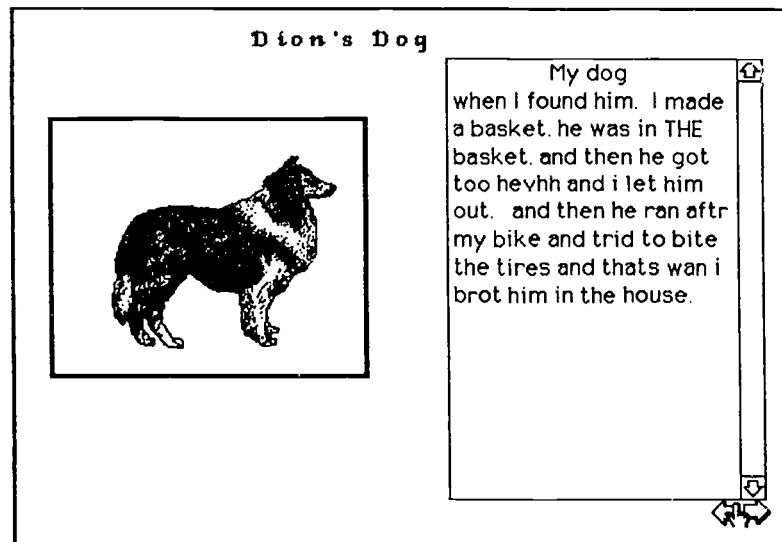 Dion's Dog
My dog
when I found him.  I made
a basket. he was in THE
basket. and then he got
too hevhh and i let him
out.   and then he ran aftr
my bike and trid to bite
the tires and thats wan i
brot him in the house.